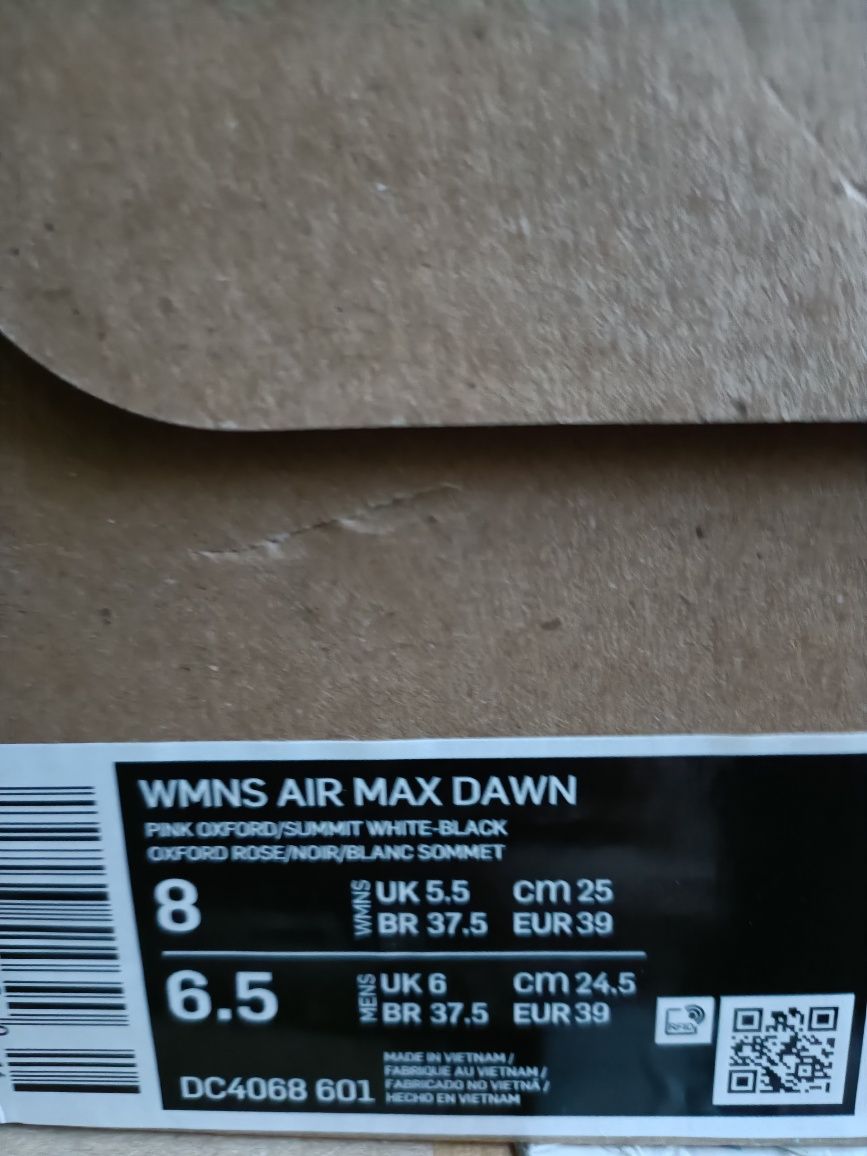 WMNS AIR MAX DAWN
PINK OXFORD/SUMMIT WHITE-BLACK
OXFORD ROSE/NOIR/BLANC SOMMET
8 WMNS UK 5.5 cm 25
BR 37.5 EUR 39
6.5 MENS UK 6 cm 24.5
BR 37.5 EUR 39
RFID
MADE IN VIETNAM /
FABRIQUE AU VIETNAM /
FABRICADO NO VIETNÃ /
HECHO EN VIETNAM
DC4068 601